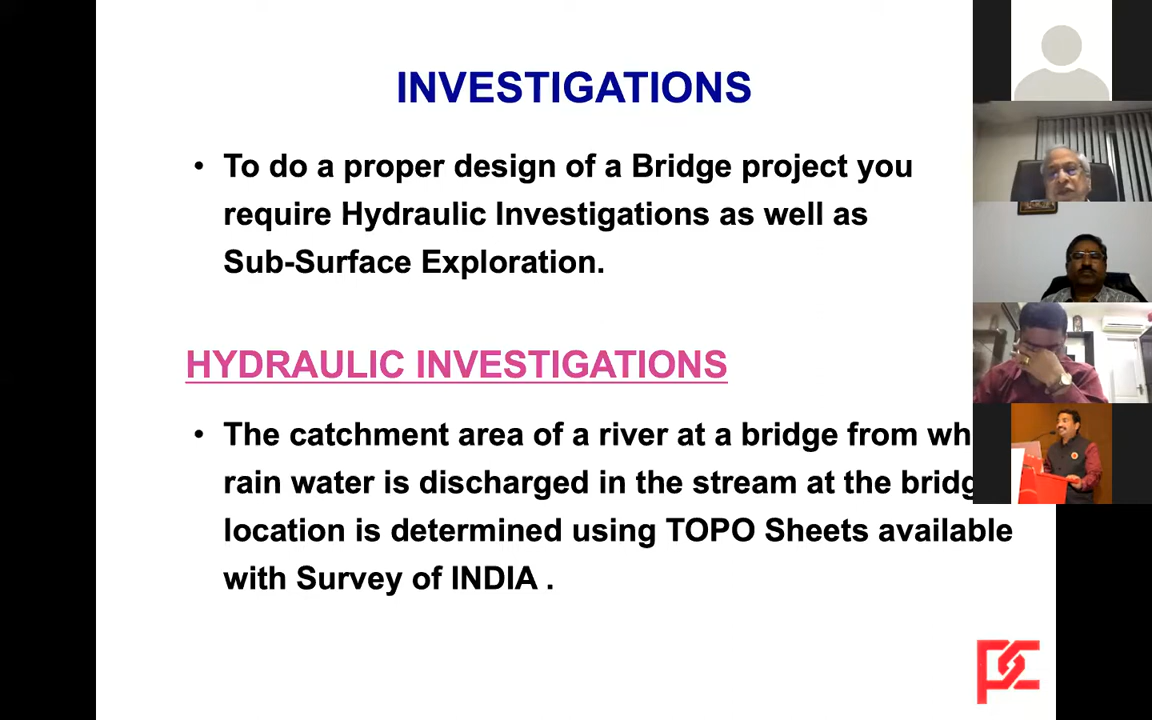 INVESTIGATIONS
• To do a proper design of a Bridge project you
require Hydraulic Investigations as well as
Sub-Surface Exploration.
HYDRAULIC INVESTIGATIONS
• The catchment area of a river at a bridge from
rain water is discharged in the stream at the
location is determined using TOPO Sheets available
with Survey of INDIA .